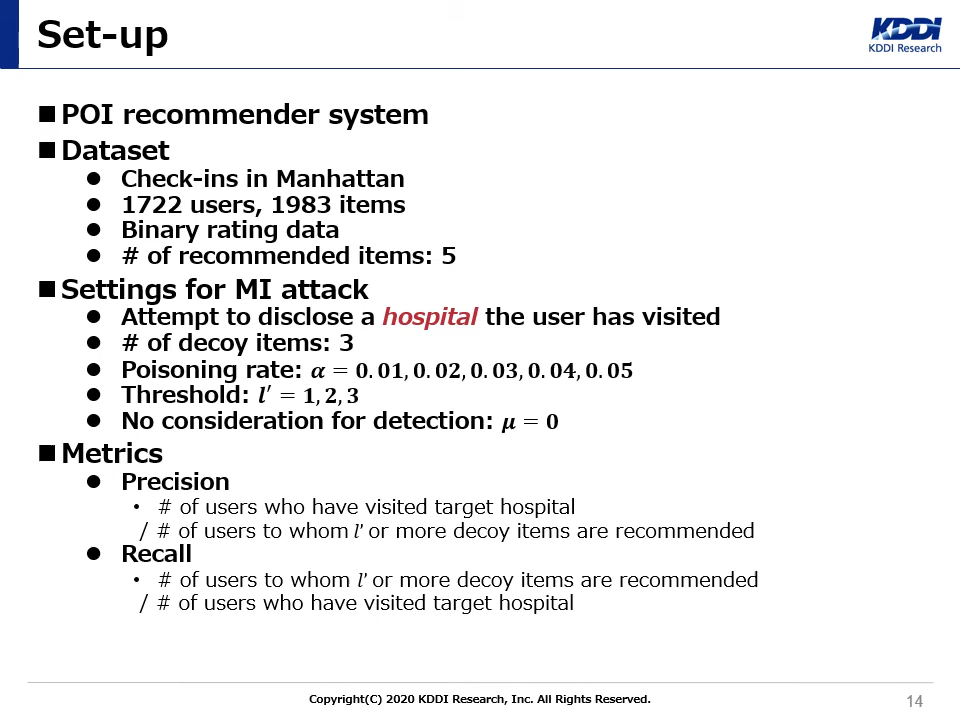 Set-up
KDDI
KDDI Research
■ POI recommender system
■ Dataset
● Check-ins in Manhattan
● 1722 users, 1983 items
● Binary rating data
● # of recommended items: 5
■ Settings for MI attack
● Attempt to disclose a hospital the user has visited
● # of decoy items: 3
● Poisoning rate: α = 0.01, 0.02, 0.03, 0.04, 0.05
● Threshold: l′ = 1, 2, 3
● No consideration for detection: μ = 0
■ Metrics
● Precision
• # of users who have visited target hospital
/ # of users to whom l′ or more decoy items are recommended
● Recall
• # of users to whom l′ or more decoy items are recommended
/ # of users who have visited target hospital
Copyright(C) 2020 KDDI Research, Inc. All Rights Reserved.
14